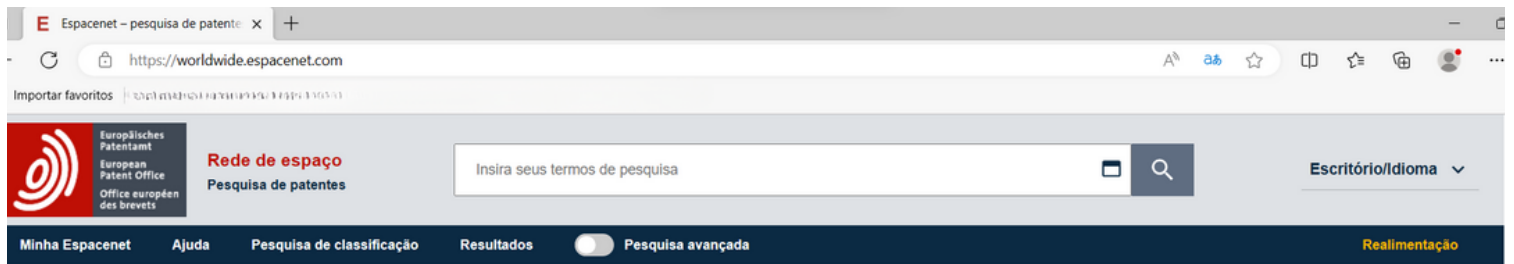 E Espacenet – pesquisa de patente
https://worldwide.espacenet.com
Importar favoritos
Europäisches
Patentamt
European
Patent Office
Office européen
des brevets
Rede de espaço
Pesquisa de patentes
Insira seus termos de pesquisa
Escritório/Idioma
Minha Espacenet Ajuda Pesquisa de classificação Resultados Pesquisa avançada Realimentação